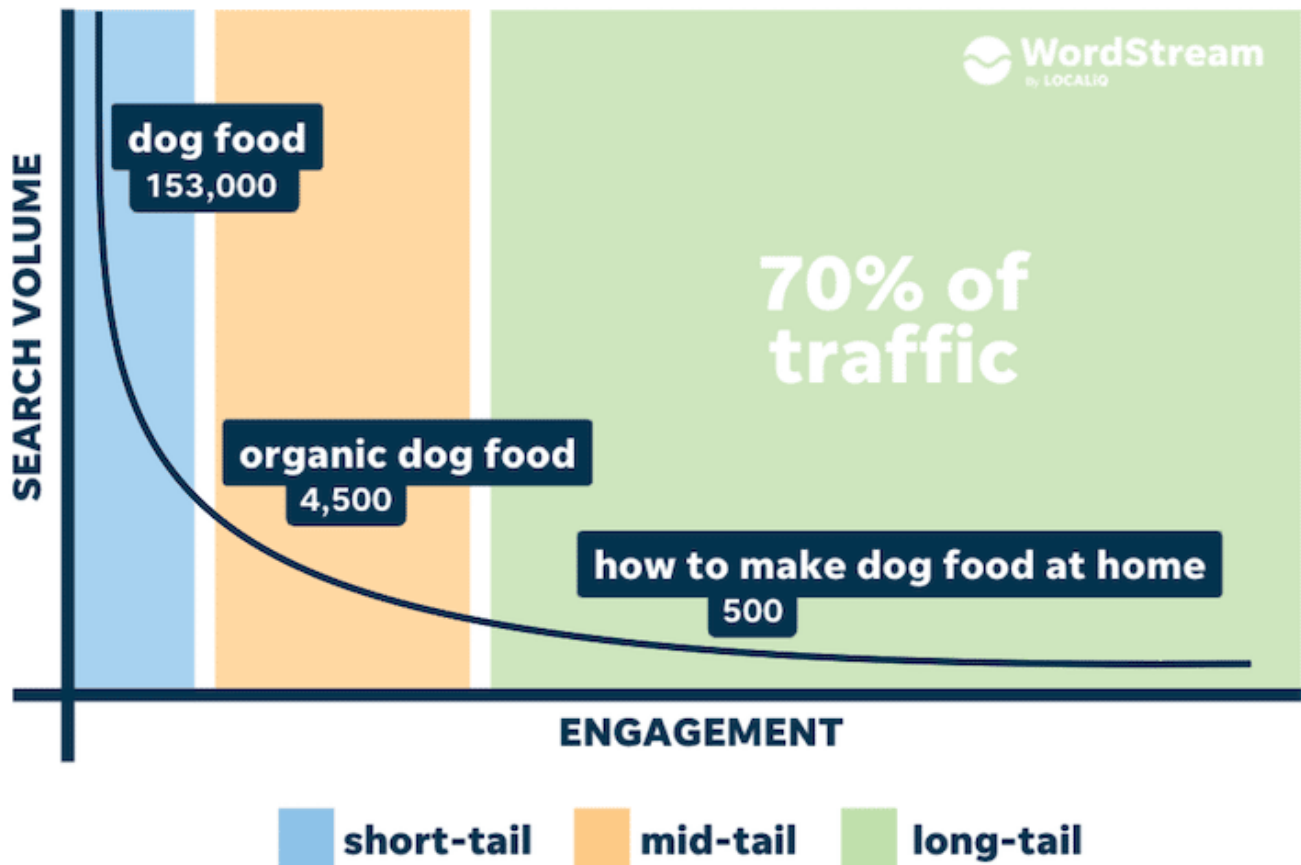 WordStream
By LOCALiQ
dog food
153,000
SEARCH VOLUME
70% of
traffic
organic dog food
4,500
how to make dog food at home
500
ENGAGEMENT
short-tail
mid-tail
long-tail